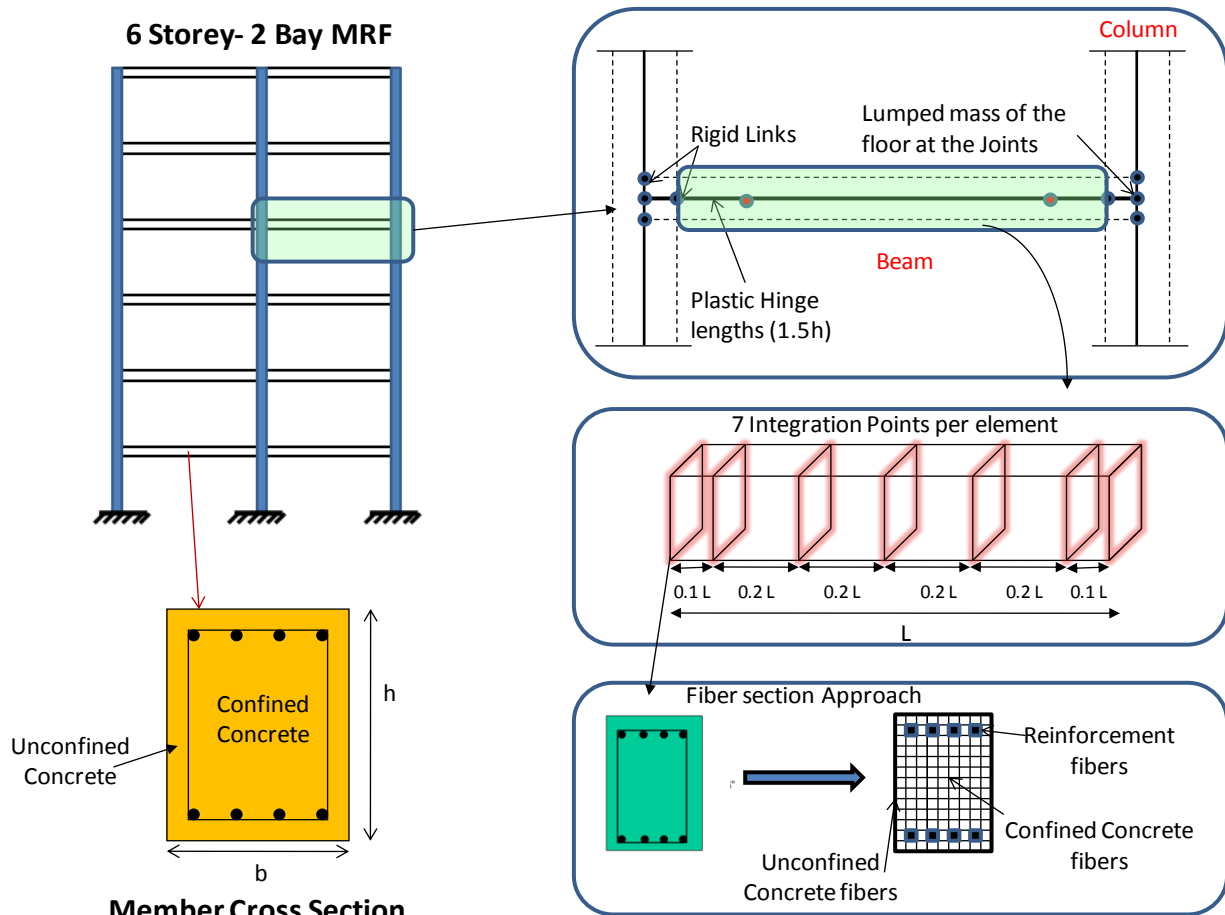 6 Storey- 2 Bay MRF
Column
Lumped mass of the
floor at the Joints
Rigid Links
Beam
Plastic Hinge
lengths (1.5h)
7 Integration Points per element
0.1 L
0.2 L
0.2 L
0.2 L
0.2 L
0.1 L
L
Confined
Concrete
h
Unconfined
Concrete
b
Member Cross Section
Fiber section Approach
Reinforcement
fibers
Confined Concrete
fibers
Unconfined
Concrete fibers